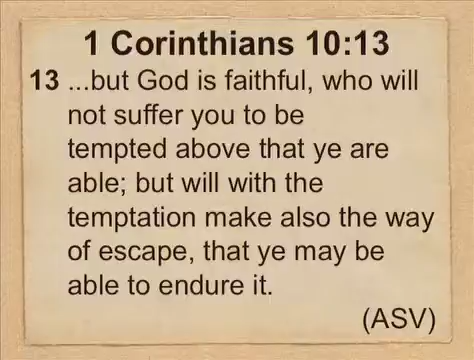 1 Corinthians 10:13
13 ...but God is faithful, who will
not suffer you to be
tempted above that ye are
able; but will with the
temptation make also the way
of escape, that ye may be
able to endure it.
(ASV)